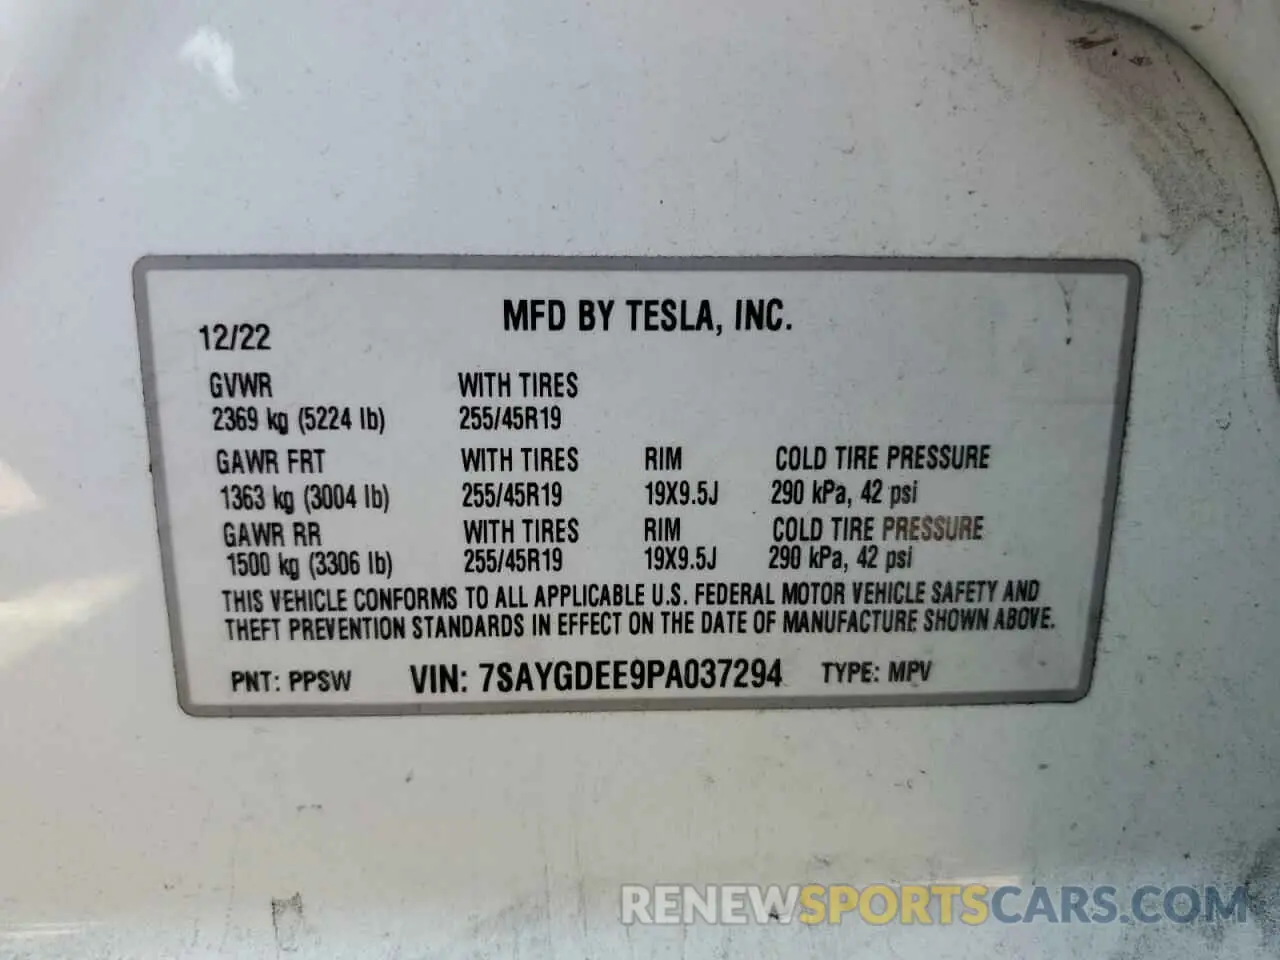 MFD BY TESLA, INC.
12/22
GVWR WITH TIRES
2369 kg (5224 lb) 255/45R19
GAWR FRT WITH TIRES RIM COLD TIRE PRESSURE
1363 kg (3004 lb) 255/45R19 19X9.5J 290 kPa, 42 psi
GAWR RR WITH TIRES RIM COLD TIRE PRESSURE
1500 kg (3306 lb) 255/45R19 19X9.5J 290 kPa, 42 psi
THIS VEHICLE CONFORMS TO ALL APPLICABLE U.S. FEDERAL MOTOR VEHICLE SAFETY AND
THEFT PREVENTION STANDARDS IN EFFECT ON THE DATE OF MANUFACTURE SHOWN ABOVE.
PNT: PPSW VIN: 7SAYGDEE9PA037294 TYPE: MPV
RENEWSPORTSCARS.COM